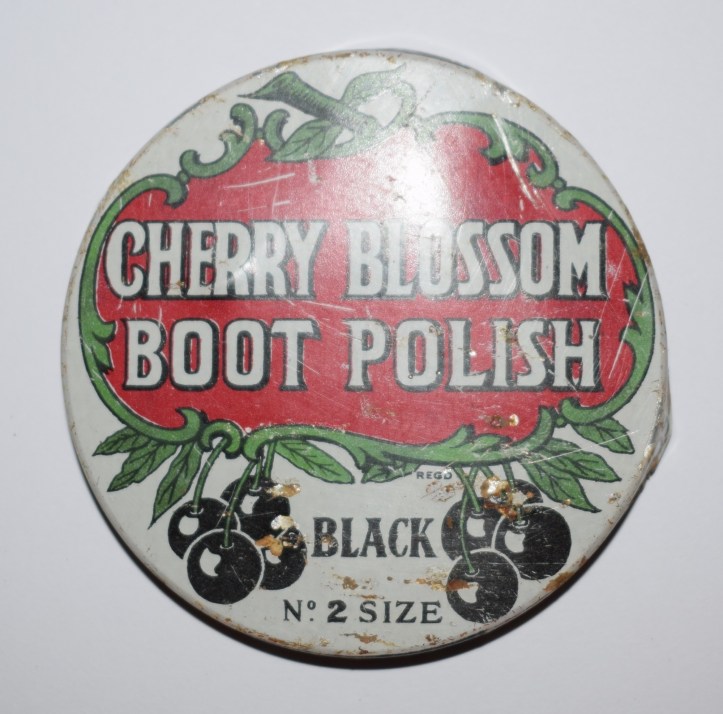 CHERRY BLOSSOM
BOOT POLISH
REGD
BLACK
Nº 2 SIZE